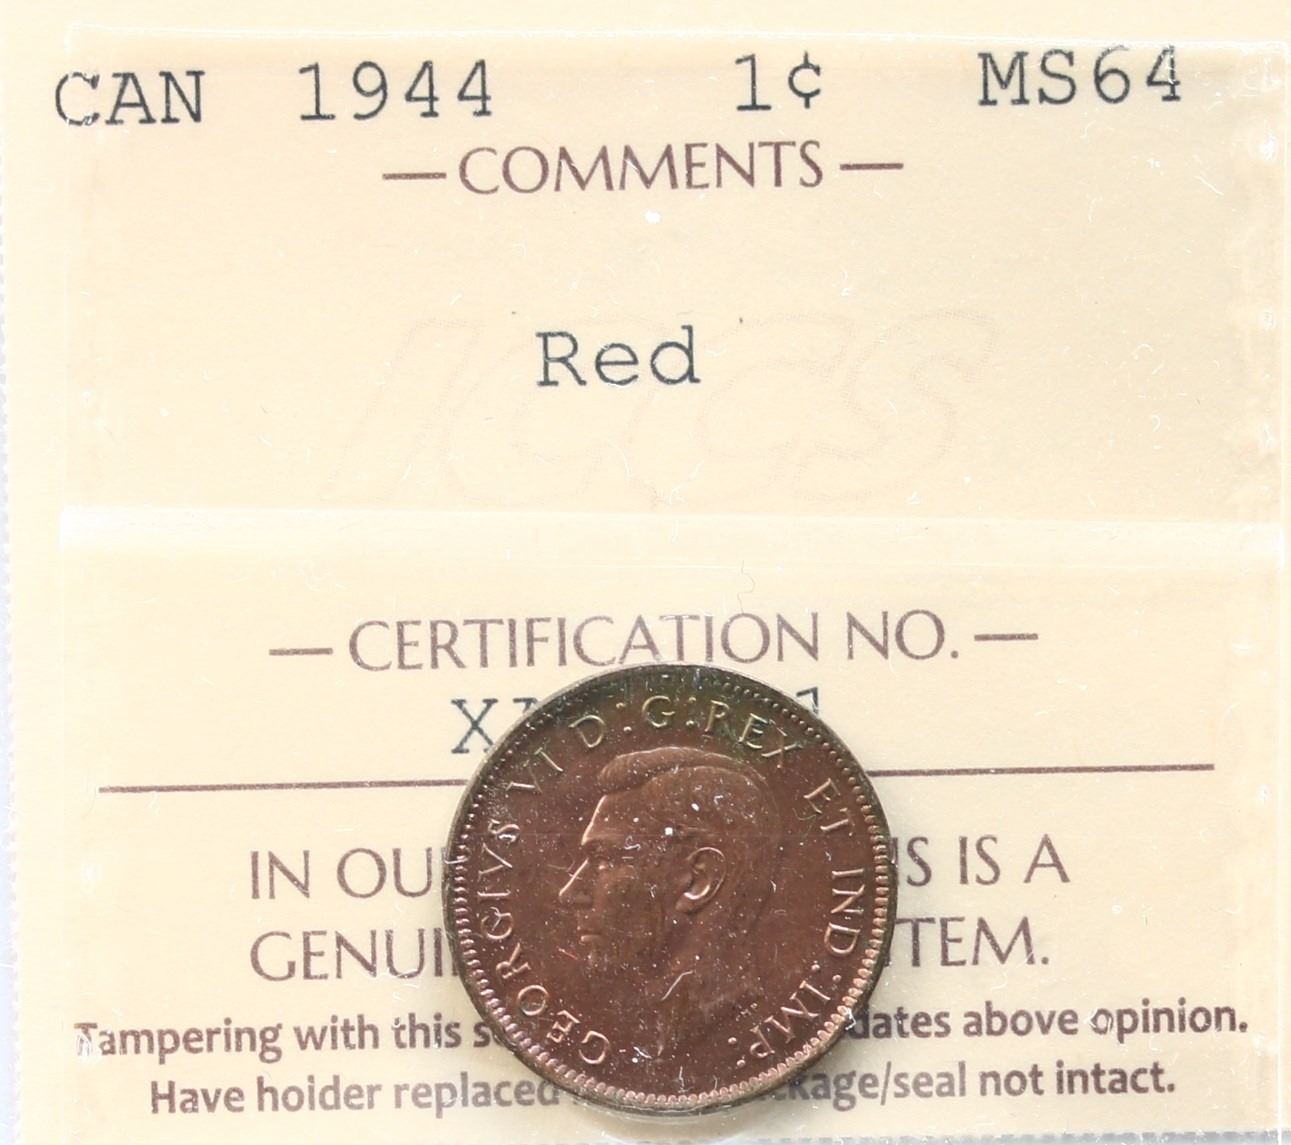 CAN 1944 1¢ MS64
— COMMENTS —
Red
ICCS
— CERTIFICATION NO. —
IN OU IS IS A
GENUI TEM.
Tampering with this s dates above opinion.
Have holder replaced kage/seal not intact.
GEORGIVS VI D:G:REX ET IND:IMP: